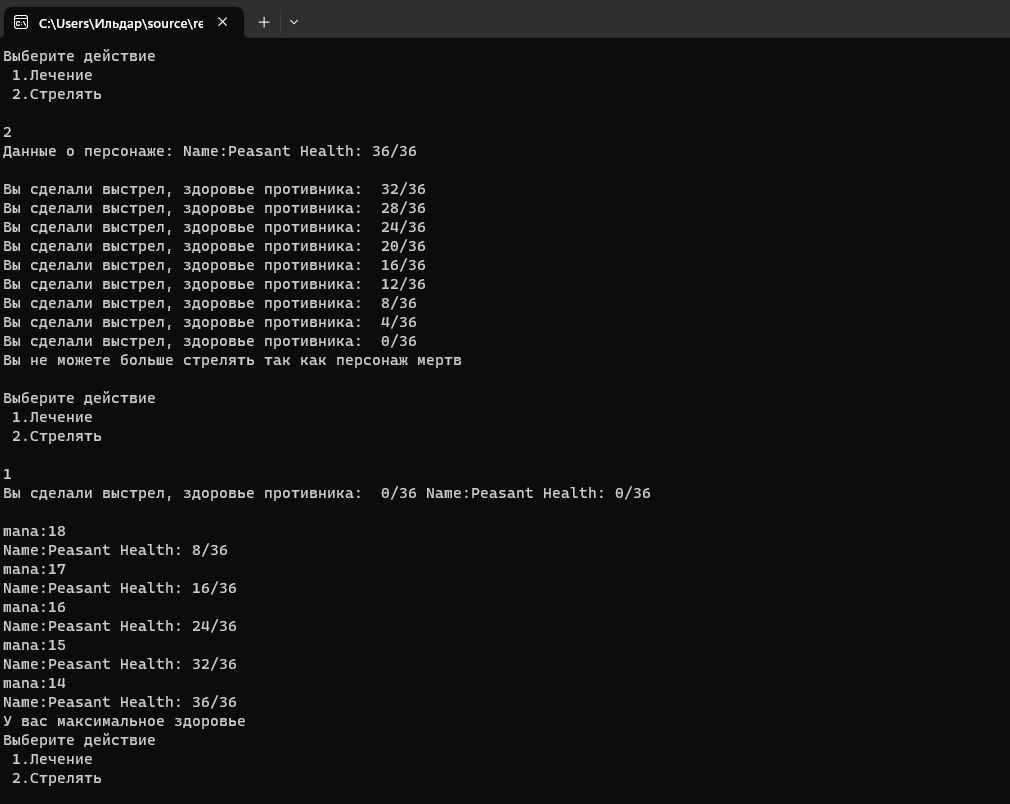 C:\Users\Ильдар\source\re
Выберите действие
1.Лечение
2.Стрелять
2
Данные о персонаже: Name:Peasant Health: 36/36
Вы сделали выстрел, здоровье противника:  32/36
Вы сделали выстрел, здоровье противника:  28/36
Вы сделали выстрел, здоровье противника:  24/36
Вы сделали выстрел, здоровье противника:  20/36
Вы сделали выстрел, здоровье противника:  16/36
Вы сделали выстрел, здоровье противника:  12/36
Вы сделали выстрел, здоровье противника:  8/36
Вы сделали выстрел, здоровье противника:  4/36
Вы сделали выстрел, здоровье противника:  0/36
Вы не можете больше стрелять так как персонаж мертв
Выберите действие
1.Лечение
2.Стрелять
1
Вы сделали выстрел, здоровье противника:  0/36 Name:Peasant Health: 0/36
mana:18
Name:Peasant Health: 8/36
mana:17
Name:Peasant Health: 16/36
mana:16
Name:Peasant Health: 24/36
mana:15
Name:Peasant Health: 32/36
mana:14
Name:Peasant Health: 36/36
У вас максимальное здоровье
Выберите действие
1.Лечение
2.Стрелять